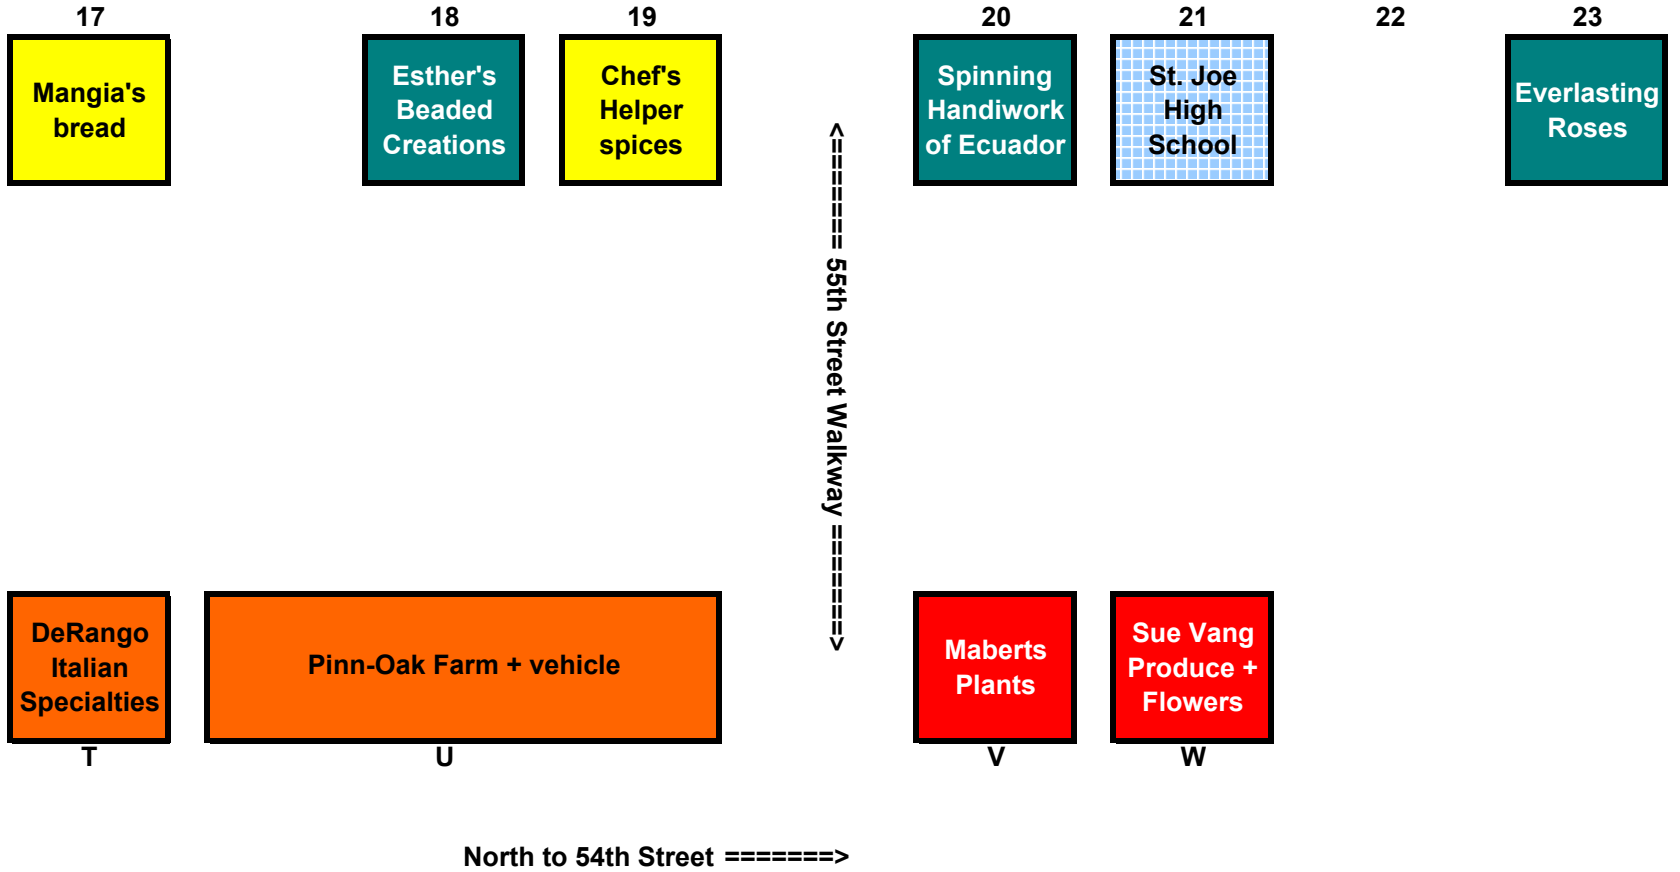 17 18 19 20 21 22 23
Mangia's
bread
Esther's
Beaded
Creations
Chef's
Helper
spices
Spinning
Handiwork
of Ecuador
St. Joe
High
School
Everlasting
Roses
<======= 55th Street Walkway =======>
DeRango
Italian
Specialties
Pinn-Oak Farm + vehicle
Maberts
Plants
Sue Vang
Produce +
Flowers
T U V W
North to 54th Street =======>